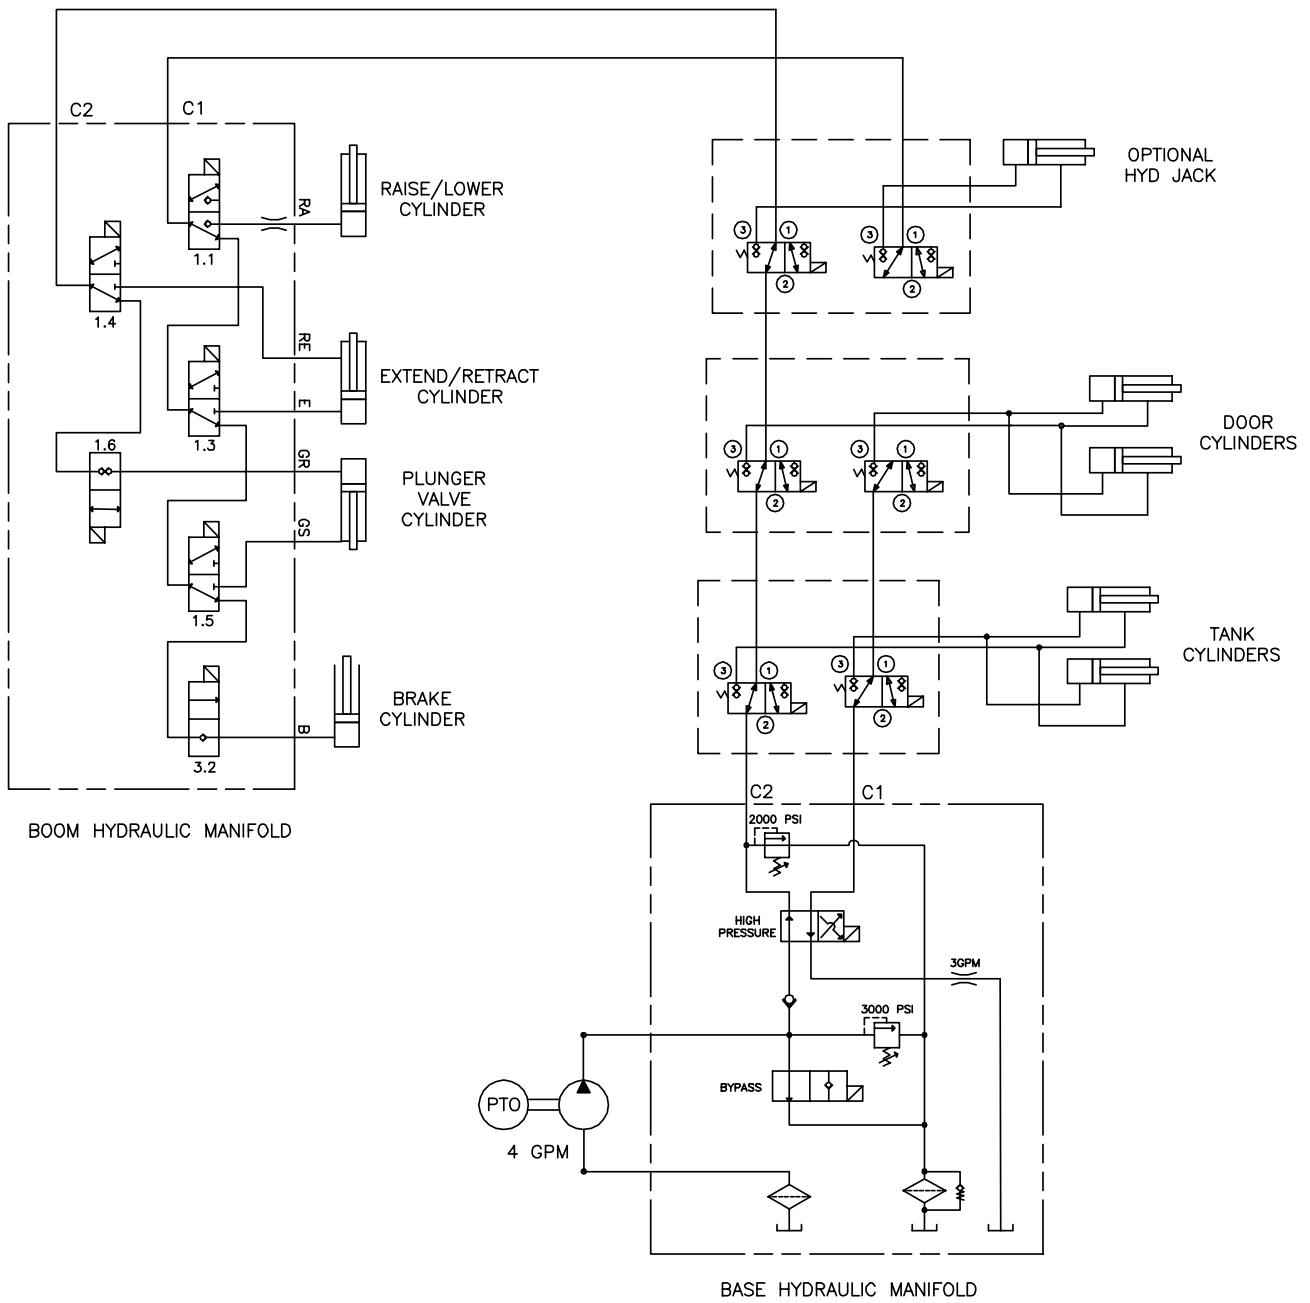 C2
C1
RA
RAISE/LOWER
CYLINDER
1.1
1.4
RE
EXTEND/RETRACT
CYLINDER
E
1.3
1.6
GR
PLUNGER
VALVE
CYLINDER
GS
1.5
BRAKE
CYLINDER
B
3.2
BOOM HYDRAULIC MANIFOLD
OPTIONAL
HYD JACK
3 1 3 1
2 2
DOOR
CYLINDERS
3 1 3 1
2 2
TANK
CYLINDERS
3 1 3 1
2 2
C2 C1
2000 PSI
HIGH
PRESSURE
3GPM
3000 PSI
BYPASS
PTO
4 GPM
BASE HYDRAULIC MANIFOLD